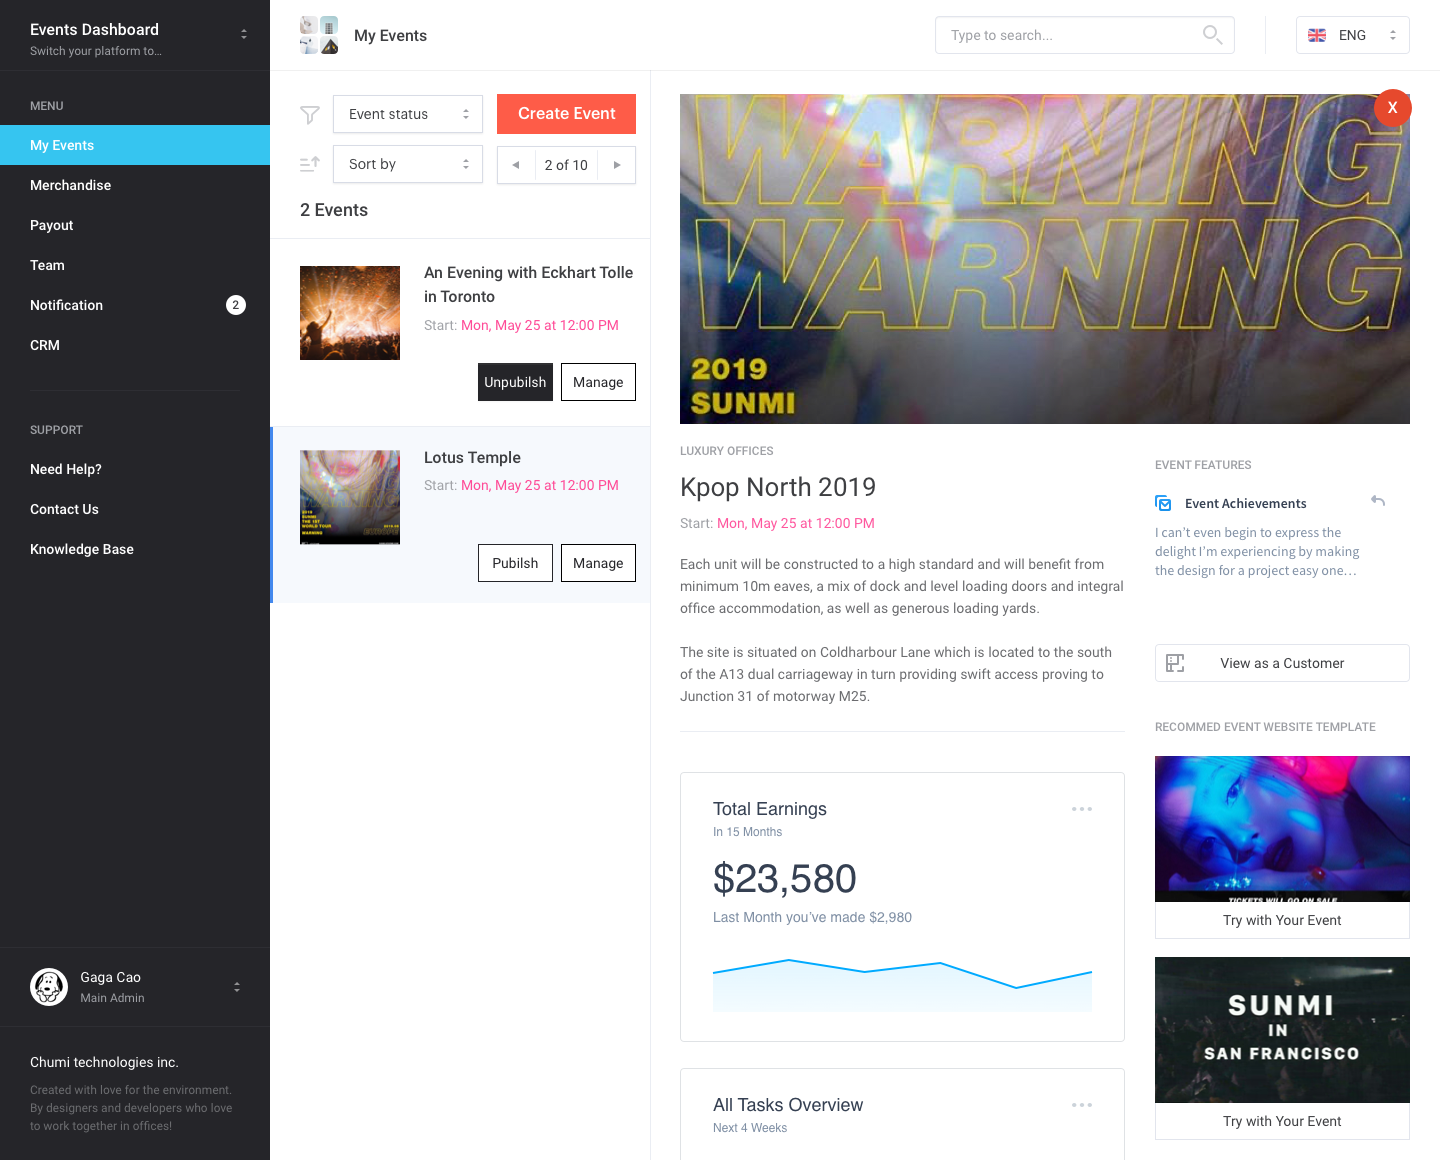 Events Dashboard
Switch your platform to...
MENU
My Events
Merchandise
Payout
Team
Notification
2
CRM
SUPPORT
Need Help?
Contact Us
Knowledge Base
Gaga Cao
Main Admin
Chumi technologies inc.
Created with love for the environment.
By designers and developers who love
to work together in offices!
My Events
Type to search...
ENG
Event status
Create Event
Sort by
2 of 10
2 Events
An Evening with Eckhart Tolle
in Toronto
Start: Mon, May 25 at 12:00 PM
Unpubilsh
Manage
2019
SUNMI
THE 1ST
WORLD TOUR
WARNING
EUROPE
Lotus Temple
Start: Mon, May 25 at 12:00 PM
Pubilsh
Manage
WARNING
WARNING
2019
SUNMI
X
LUXURY OFFICES
Kpop North 2019
Start: Mon, May 25 at 12:00 PM
Each unit will be constructed to a high standard and will benefit from
minimum 10m eaves, a mix of dock and level loading doors and integral
office accommodation, as well as generous loading yards.
The site is situated on Coldharbour Lane which is located to the south
of the A13 dual carriageway in turn providing swift access proving to
Junction 31 of motorway M25.
Total Earnings
In 15 Months
$23,580
Last Month you've made $2,980
All Tasks Overview
Next 4 Weeks
EVENT FEATURES
Event Achievements
I can't even begin to express the
delight I'm experiencing by making
the design for a project easy one…
View as a Customer
RECOMMED EVENT WEBSITE TEMPLATE
TICKETS WILL GO ON SALE
Try with Your Event
SUNMI
IN
SAN FRANCISCO
Try with Your Event